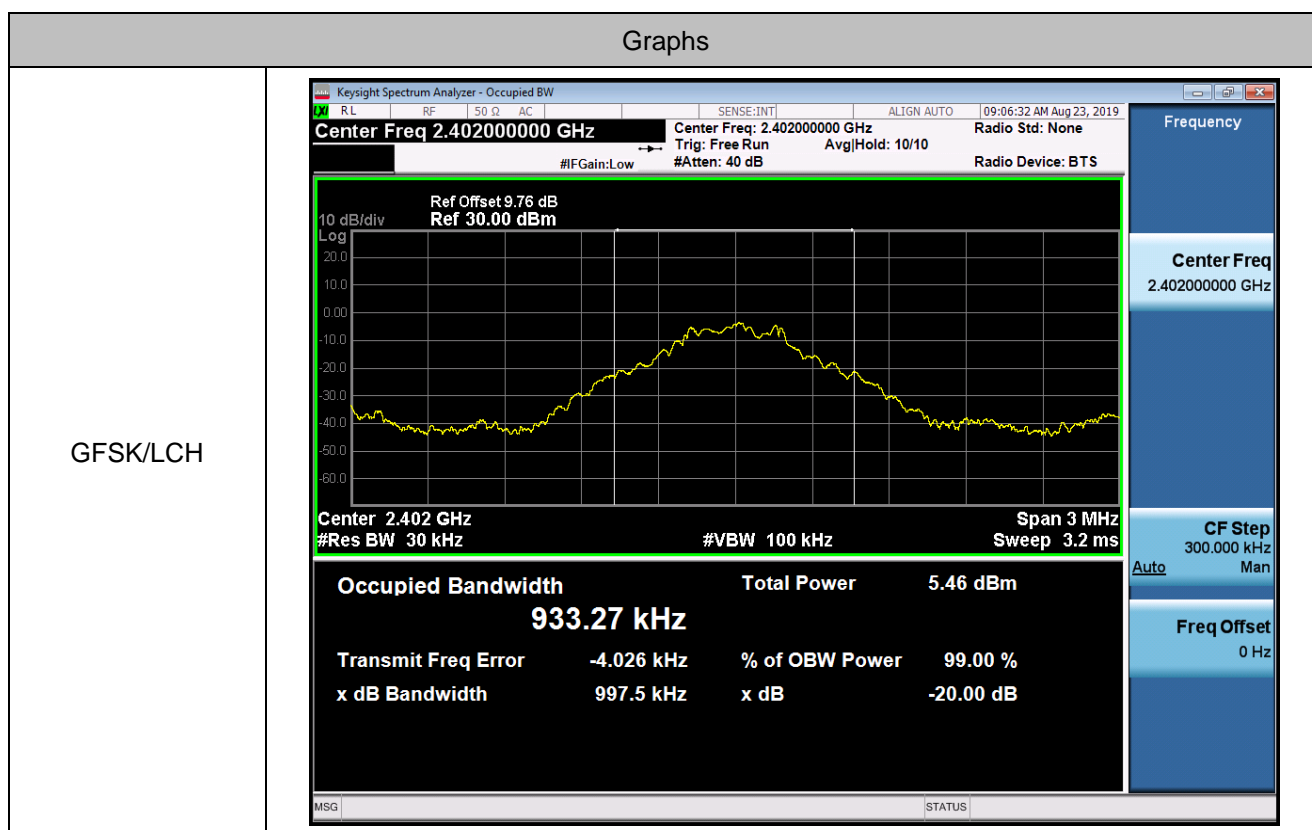 Graphs
GFSK/LCH
Keysight Spectrum Analyzer - Occupied BW
LXI RL RF 50 Ω AC SENSE:INT ALIGN AUTO 09:06:32 AM Aug 23, 2019
Center Freq 2.402000000 GHz Center Freq: 2.402000000 GHz Radio Std: None
Trig: Free Run Avg|Hold: 10/10
#IFGain:Low #Atten: 40 dB Radio Device: BTS
Ref Offset 9.76 dB
10 dB/div Ref 30.00 dBm
Log
20.0
10.0
0.00
-10.0
-20.0
-30.0
-40.0
-50.0
-60.0
Center 2.402 GHz Span 3 MHz
#Res BW 30 kHz #VBW 100 kHz Sweep 3.2 ms
Occupied Bandwidth Total Power 5.46 dBm
933.27 kHz
Transmit Freq Error -4.026 kHz % of OBW Power 99.00 %
x dB Bandwidth 997.5 kHz x dB -20.00 dB
MSG STATUS
Frequency
Center Freq
2.402000000 GHz
CF Step
300.000 kHz
Auto Man
Freq Offset
0 Hz